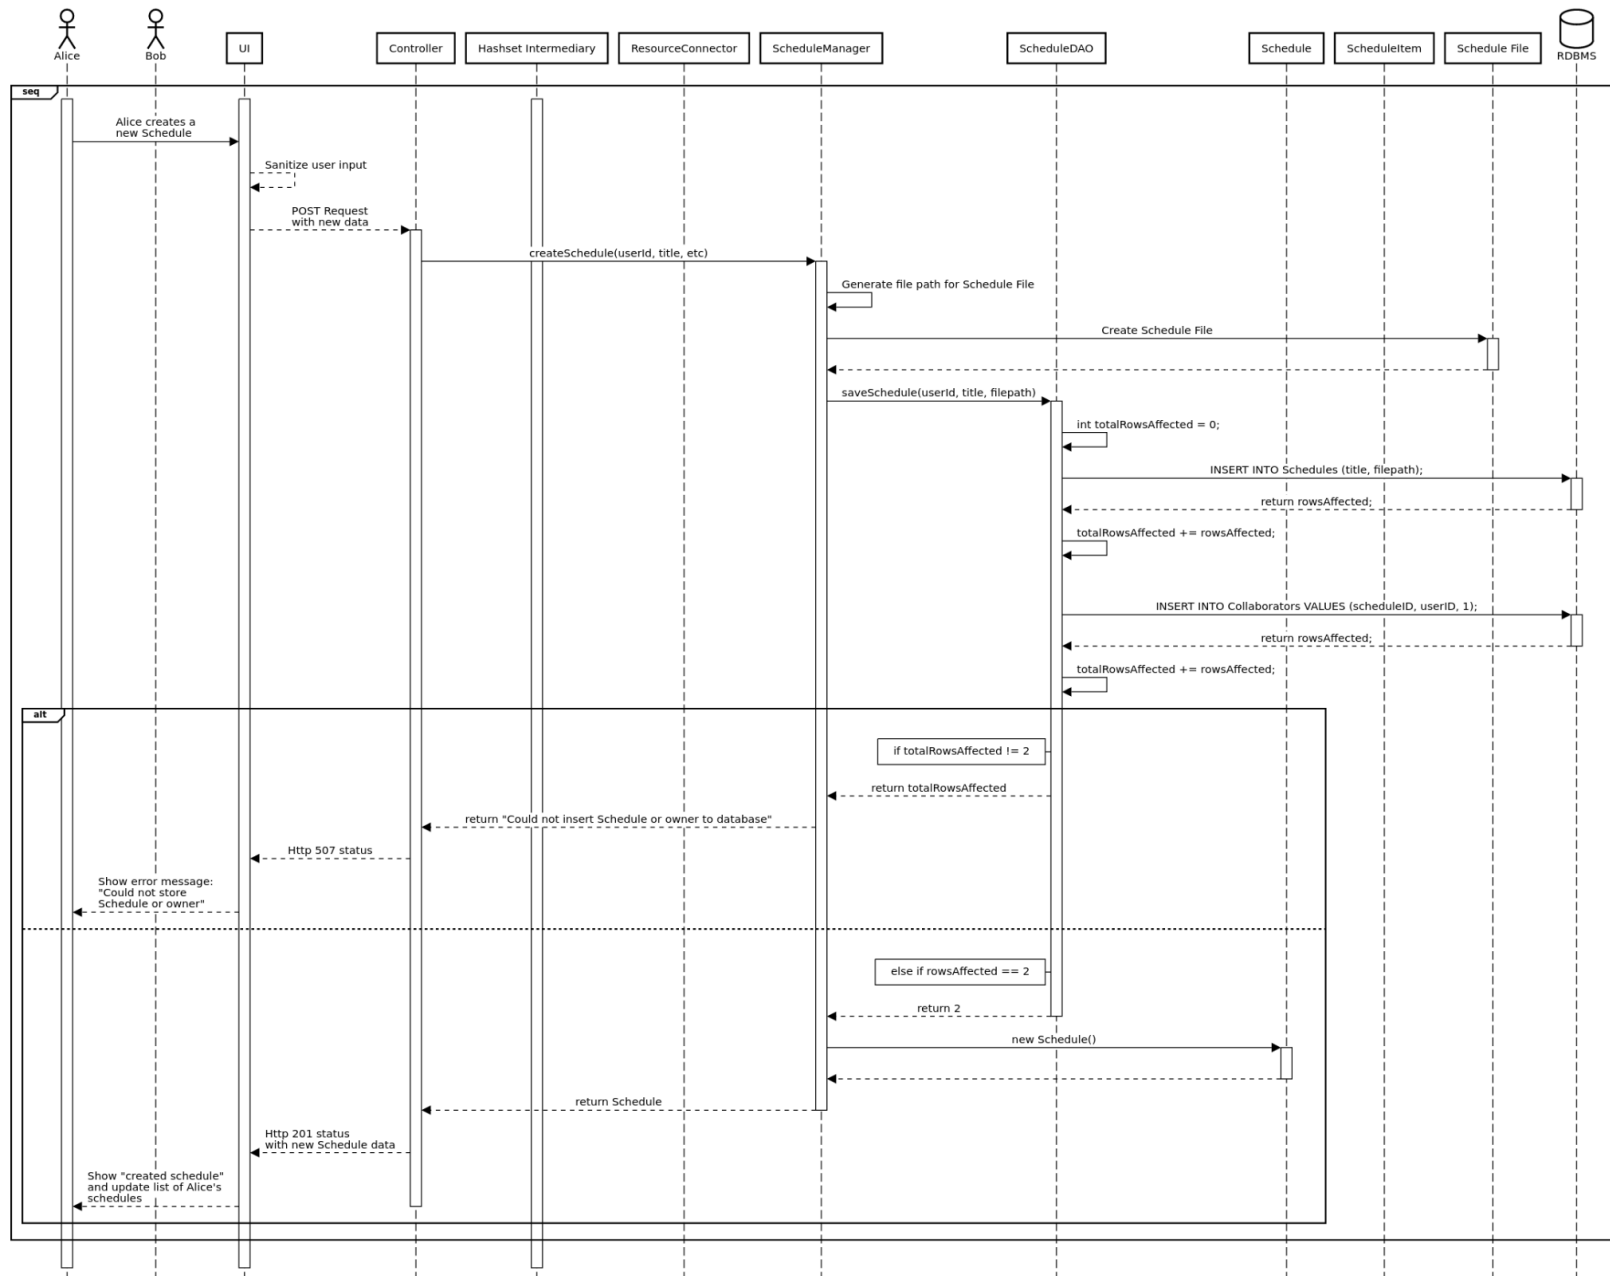 Alice
Bob
UI
Controller
Hashset Intermediary
ResourceConnector
ScheduleManager
ScheduleDAO
Schedule
ScheduleItem
Schedule File
RDBMS
seq
Alice creates a
new Schedule
Sanitize user input
POST Request
with new data
createSchedule(userId, title, etc)
Generate file path for Schedule File
Create Schedule File
saveSchedule(userId, title, filepath)
int totalRowsAffected = 0;
INSERT INTO Schedules (title, filepath);
return rowsAffected;
totalRowsAffected += rowsAffected;
INSERT INTO Collaborators VALUES (scheduleID, userID, 1);
return rowsAffected;
totalRowsAffected += rowsAffected;
alt
if totalRowsAffected != 2
return totalRowsAffected
return "Could not insert Schedule or owner to database"
Http 507 status
Show error message:
"Could not store
Schedule or owner"
else if rowsAffected == 2
return 2
new Schedule()
return Schedule
Http 201 status
with new Schedule data
Show "created schedule"
and update list of Alice's
schedules